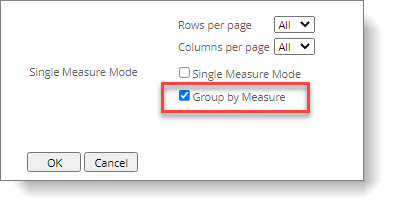 Rows per page All
Columns per page All
Single Measure Mode Single Measure Mode
Group by Measure
OK Cancel